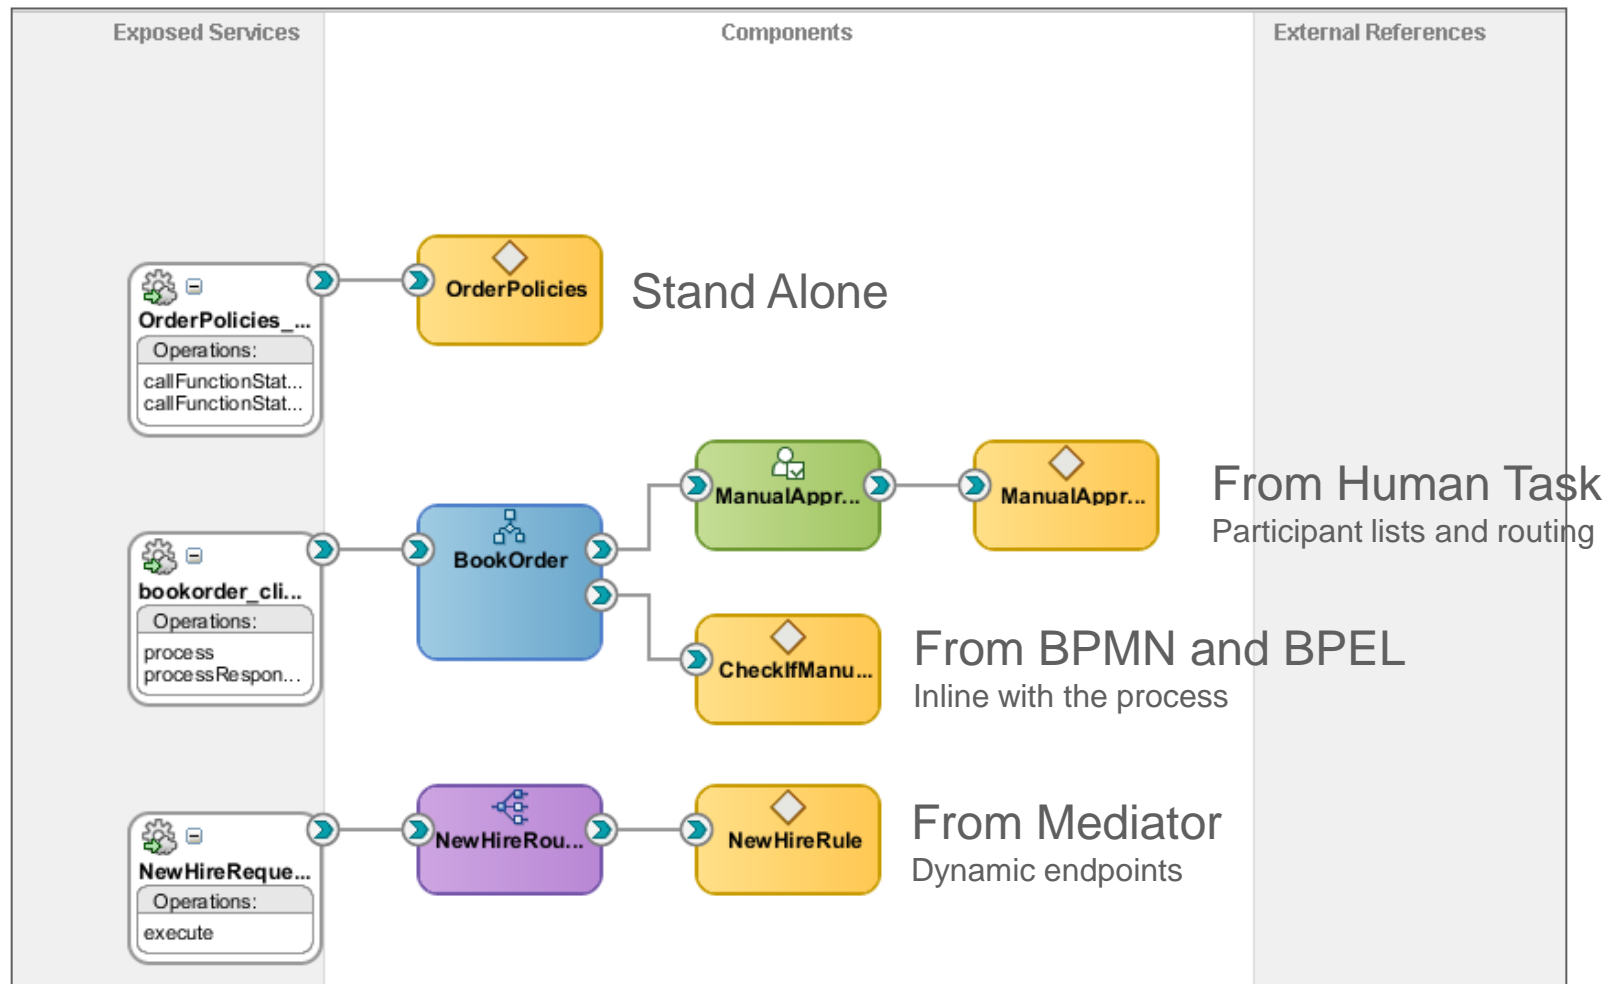 Exposed Services
Components
External References
OrderPolicies_...
Operations:
callFunctionStat...
callFunctionStat...
OrderPolicies
Stand Alone
bookorder_cli...
Operations:
process
processRespon...
BookOrder
ManualAppr...
ManualAppr...
From Human Task
Participant lists and routing
CheckIfManu...
From BPMN and BPEL
Inline with the process
NewHireReque...
Operations:
execute
NewHireRou...
NewHireRule
From Mediator
Dynamic endpoints